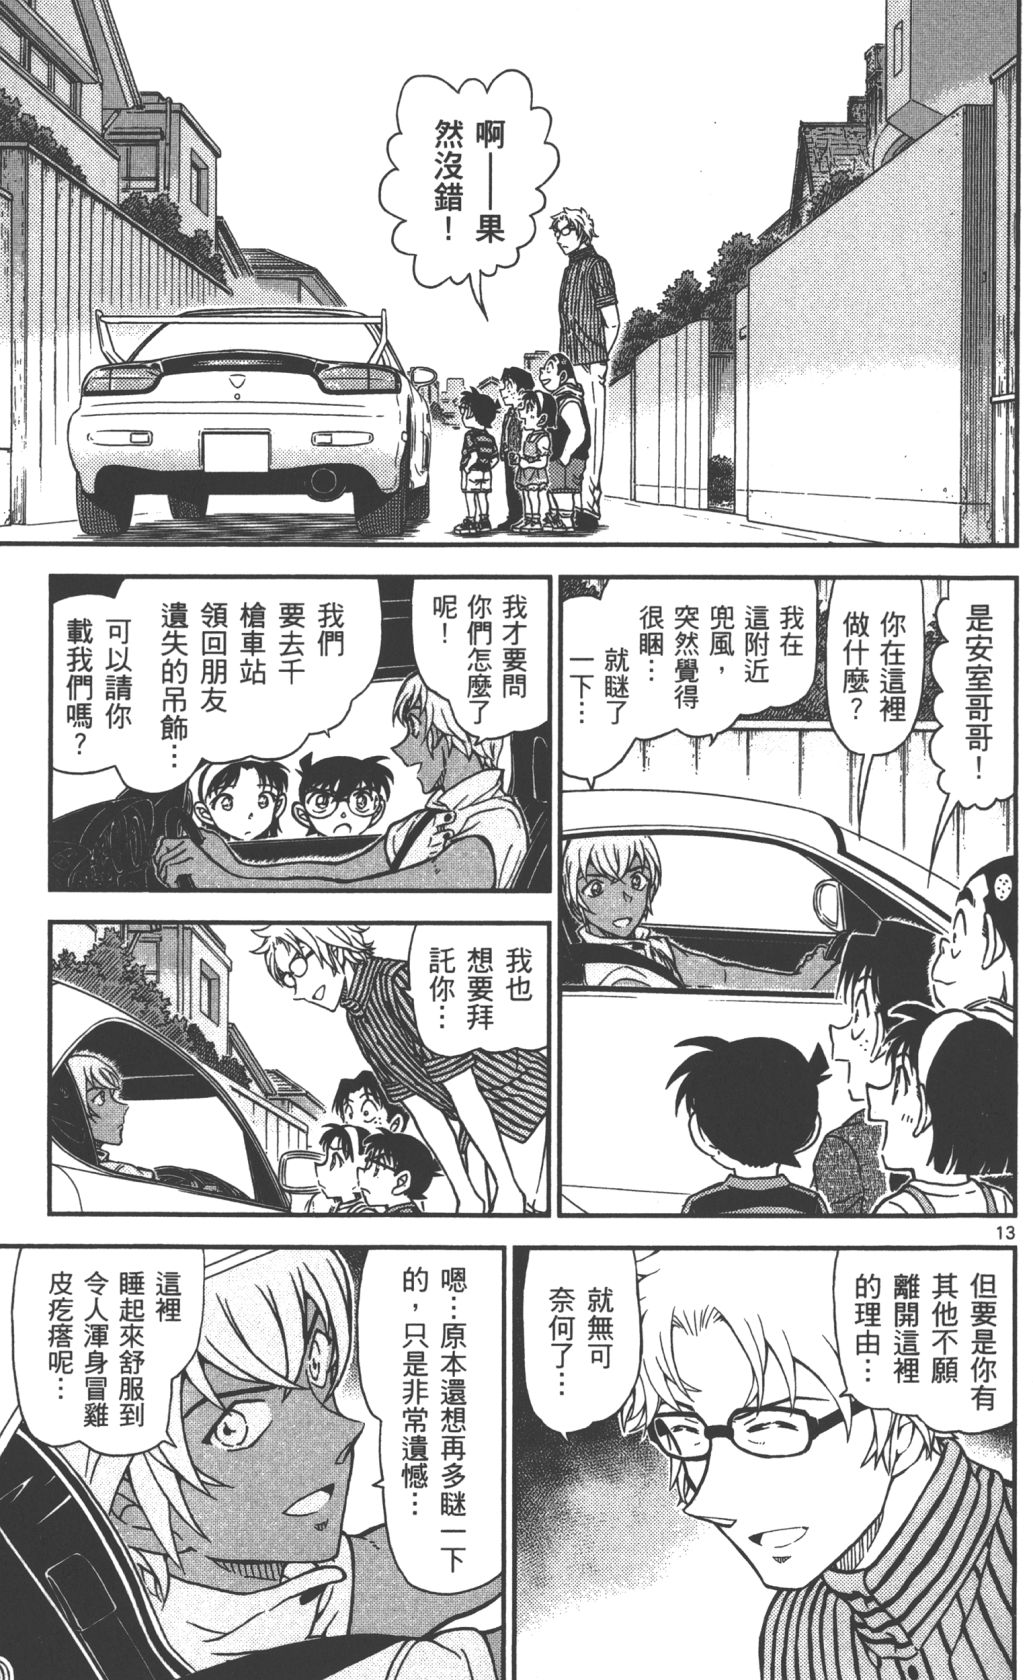 啊──果
然沒錯！
是安室哥哥！
你在這裡
做什麼？
我在
這附近
兜風，
突然覺得
很睏…
就瞇了
一下…
我才要問
你們怎麼了
呢！
我們
要去千
槍車站
領回朋友
遺失的吊飾…
可以請你
載我們嗎？
我也
想要拜
託你…
13
但要是你有
其他不願
離開這裡
的理由…
就無可
奈何了…
嗯…原本還想再多瞇一下
的，只是非常遺憾…
這裡
睡起來舒服到
令人渾身冒雞
皮疙瘩呢…